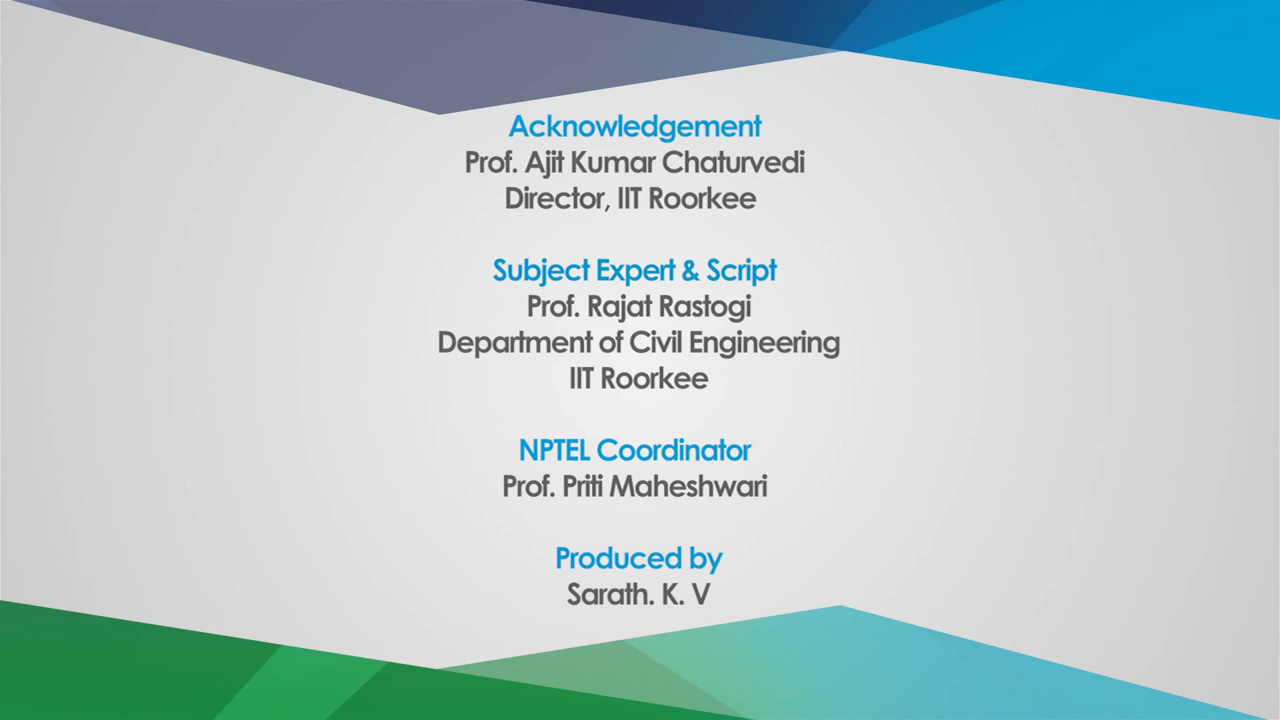 Acknowledgement
Prof. Ajit Kumar Chaturvedi
Director, IIT Roorkee
Subject Expert & Script
Prof. Rajat Rastogi
Department of Civil Engineering
IIT Roorkee
NPTEL Coordinator
Prof. Priti Maheshwari
Produced by
Sarath. K. V